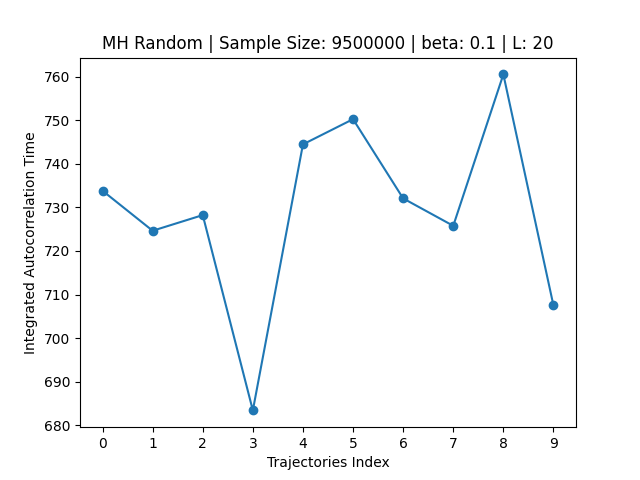 MH Random | Sample Size: 9500000 | beta: 0.1 | L: 20
Integrated Autocorrelation Time
760
750
740
730
720
710
700
690
680
0 1 2 3 4 5 6 7 8 9
Trajectories Index